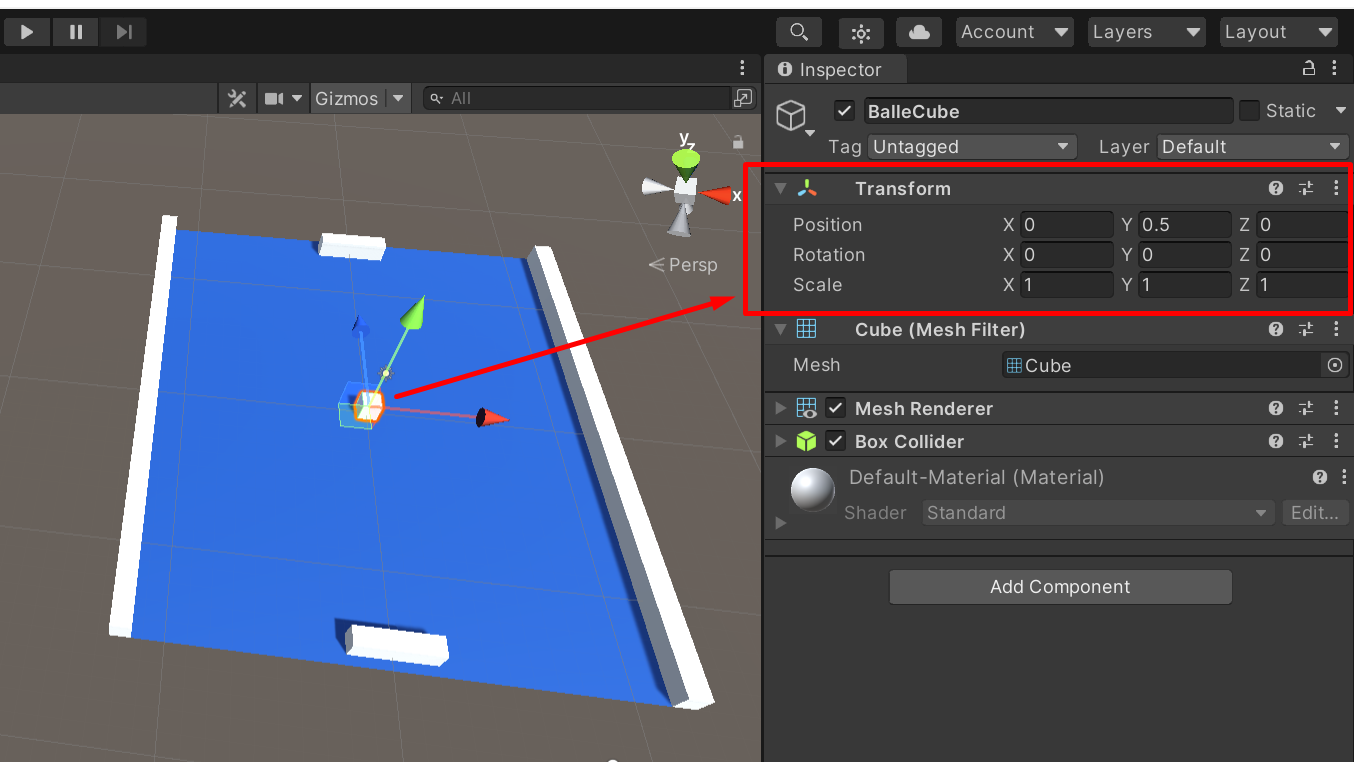 Account Layers Layout
Inspector
Gizmos All
BalleCube Static
Tag Untagged Layer Default
y
z
x
Persp
Transform
Position X 0 Y 0.5 Z 0
Rotation X 0 Y 0 Z 0
Scale X 1 Y 1 Z 1
Cube (Mesh Filter)
Mesh Cube
Mesh Renderer
Box Collider
Default-Material (Material)
Shader Standard Edit...
Add Component